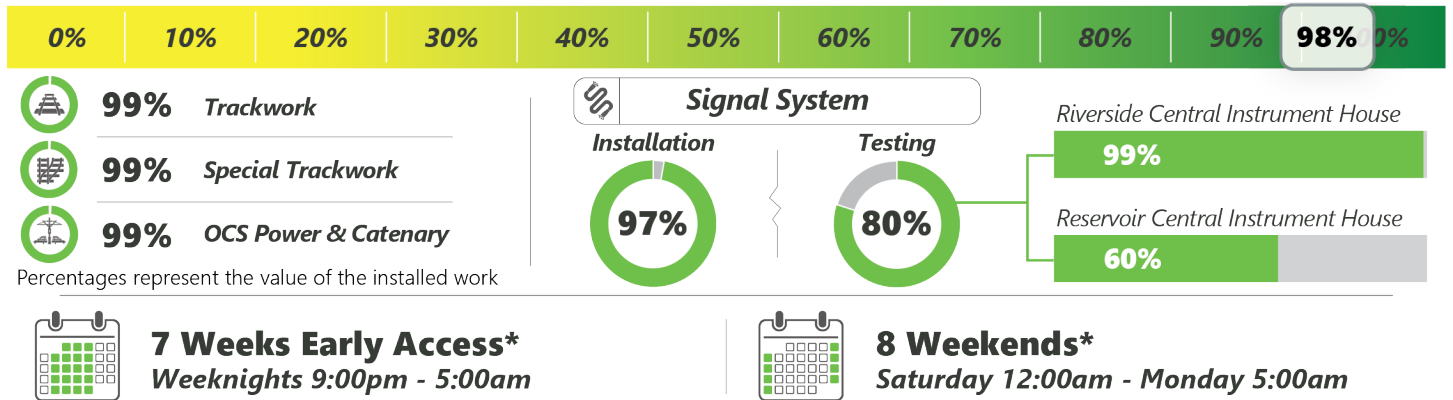 0% 10% 20% 30% 40% 50% 60% 70% 80% 90% 98% 00%
99% Trackwork
99% Special Trackwork
99% OCS Power & Catenary
Percentages represent the value of the installed work
Signal System
Installation
97%
Testing
80%
Riverside Central Instrument House
99%
Reservoir Central Instrument House
60%
7 Weeks Early Access*
Weeknights 9:00pm - 5:00am
8 Weekends*
Saturday 12:00am - Monday 5:00am